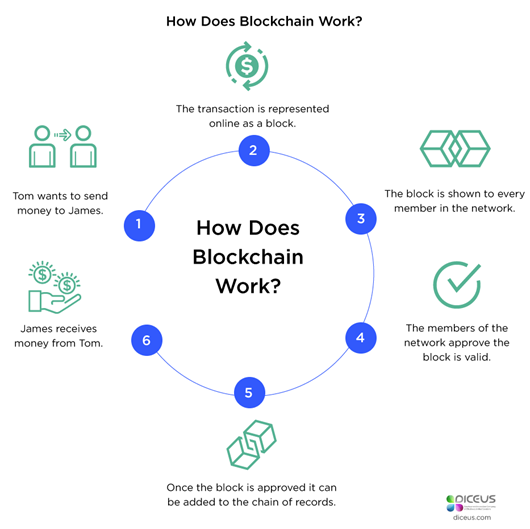 How Does Blockchain Work?
$
The transaction is represented
online as a block.
2
Tom wants to send
money to James.
1
The block is shown to every
member in the network.
3
How Does
Blockchain
Work?
$ $
James receives
money from Tom.
6
The members of the
network approve the
block is valid.
4
5
Once the block is approved it can
be added to the chain of records.
DICEUS
diceus.com